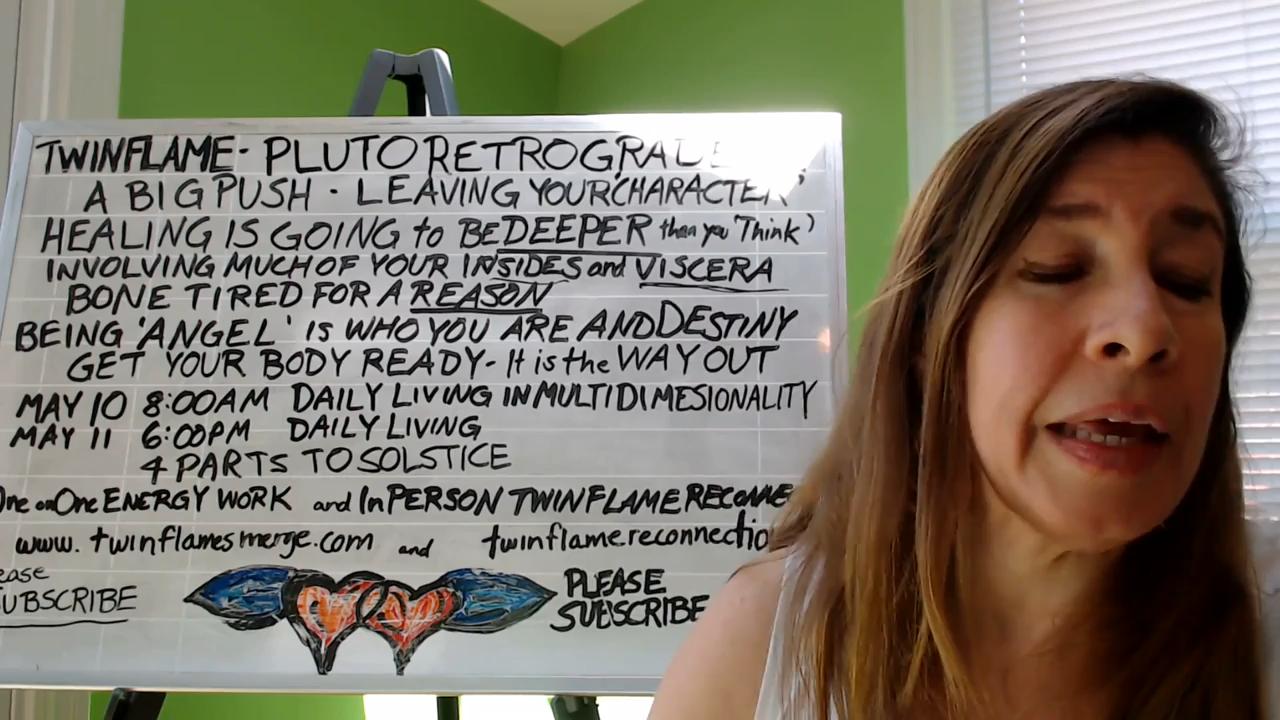 TWINFLAME- PLUTO RETROGRADE
A BIG PUSH - LEAVING YOUR 'CHARACTER'
HEALING IS GOING to BE DEEPER than you 'Think'
INVOLVING MUCH OF YOUR INSIDES and VISCERA
BONE TIRED FOR A REASON
BEING 'ANGEL' IS WHO YOU ARE AND DESTINY
GET YOUR BODY READY- It is the WAY OUT
MAY 10 8:00AM DAILY LIVING IN MULTIDIMESIONALITY
MAY 11 6:00PM DAILY LIVING
4 PARTS TO SOLSTICE
One on One ENERGY WORK and In PERSON TWINFLAME RECONNE
www.twinflamesmerge.com and twinflamereconnectio
ease
UBSCRIBE
PLEASE
SUBSCRIBE